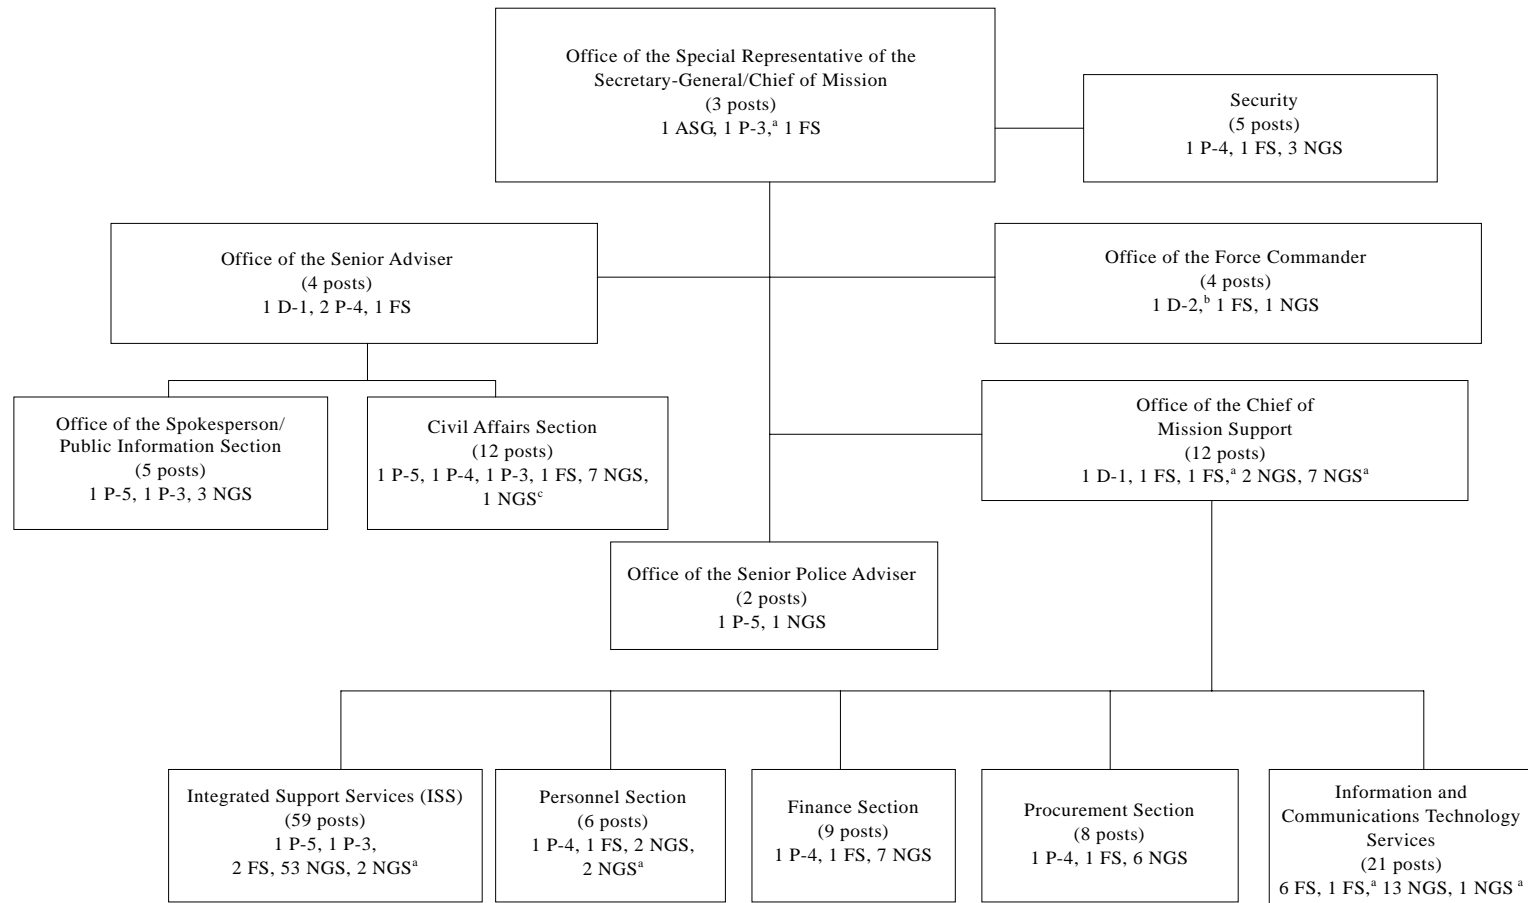 Office of the Special Representative of the
Secretary-General/Chief of Mission
(3 posts)
1 ASG, 1 P-3,ᵃ 1 FS
Security
(5 posts)
1 P-4, 1 FS, 3 NGS
Office of the Senior Adviser
(4 posts)
1 D-1, 2 P-4, 1 FS
Office of the Force Commander
(4 posts)
1 D-2,ᵇ 1 FS, 1 NGS
Office of the Spokesperson/
Public Information Section
(5 posts)
1 P-5, 1 P-3, 3 NGS
Civil Affairs Section
(12 posts)
1 P-5, 1 P-4, 1 P-3, 1 FS, 7 NGS,
1 NGSᶜ
Office of the Chief of
Mission Support
(12 posts)
1 D-1, 1 FS, 1 FS,ᵃ 2 NGS, 7 NGSᵃ
Office of the Senior Police Adviser
(2 posts)
1 P-5, 1 NGS
Integrated Support Services (ISS)
(59 posts)
1 P-5, 1 P-3,
2 FS, 53 NGS, 2 NGSᵃ
Personnel Section
(6 posts)
1 P-4, 1 FS, 2 NGS,
2 NGSᵃ
Finance Section
(9 posts)
1 P-4, 1 FS, 7 NGS
Procurement Section
(8 posts)
1 P-4, 1 FS, 6 NGS
Information and
Communications Technology
Services
(21 posts)
6 FS, 1 FS,ᵃ 13 NGS, 1 NGS ᵃ